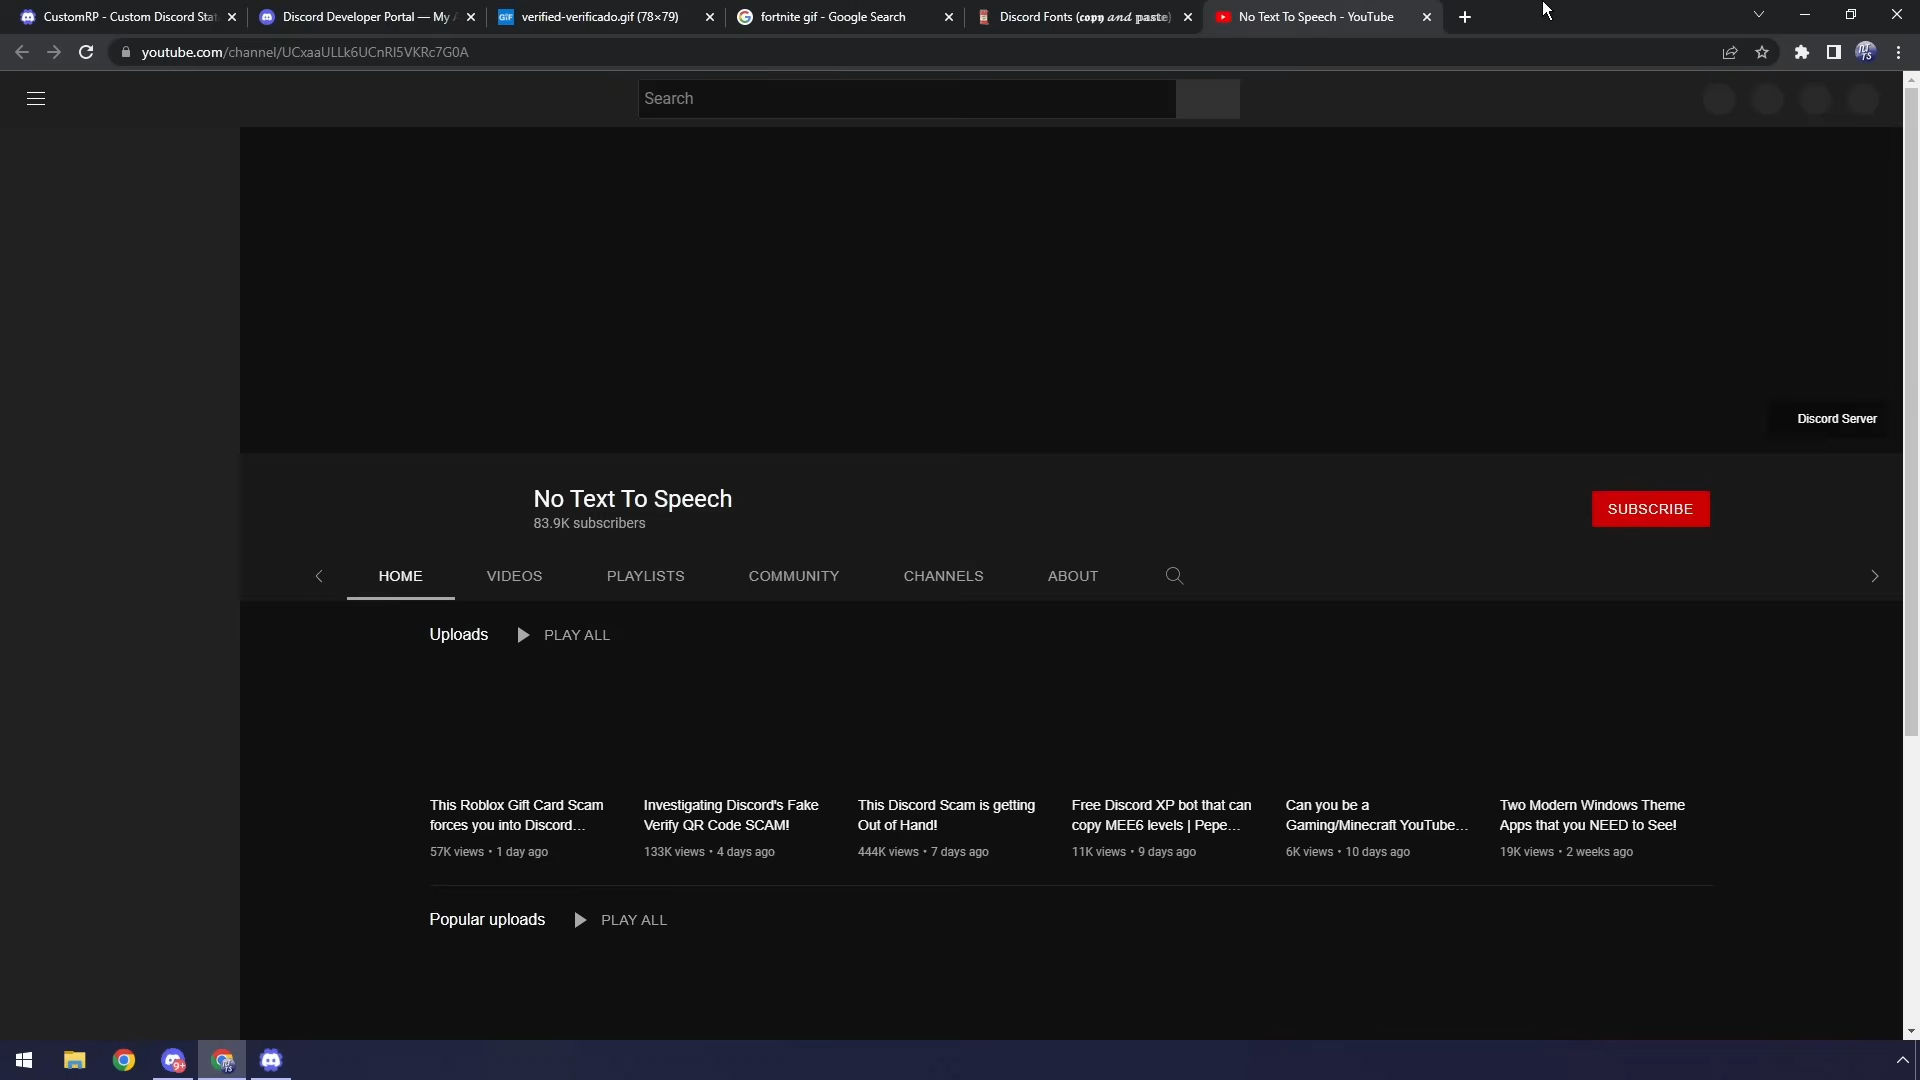 CustomRP - Custom Discord Stat
Discord Developer Portal — My A
GIF
verified-verificado.gif (78×79)
fortnite gif - Google Search
Discord Fonts (𝖈𝖔𝖕𝖞 𝓪𝓷𝓭 𝕡𝕒𝕤𝕥𝕖)
No Text To Speech - YouTube
youtube.com/channel/UCxaaULLk6UCnRI5VKRc7G0A
Search
Discord Server
No Text To Speech
83.9K subscribers
SUBSCRIBE
HOME
VIDEOS
PLAYLISTS
COMMUNITY
CHANNELS
ABOUT
Uploads
PLAY ALL
This Roblox Gift Card Scam
forces you into Discord...
57K views • 1 day ago
Investigating Discord's Fake
Verify QR Code SCAM!
133K views • 4 days ago
This Discord Scam is getting
Out of Hand!
444K views • 7 days ago
Free Discord XP bot that can
copy MEE6 levels | Pepe...
11K views • 9 days ago
Can you be a
Gaming/Minecraft YouTube...
6K views • 10 days ago
Two Modern Windows Theme
Apps that you NEED to See!
19K views • 2 weeks ago
Popular uploads
PLAY ALL
9+